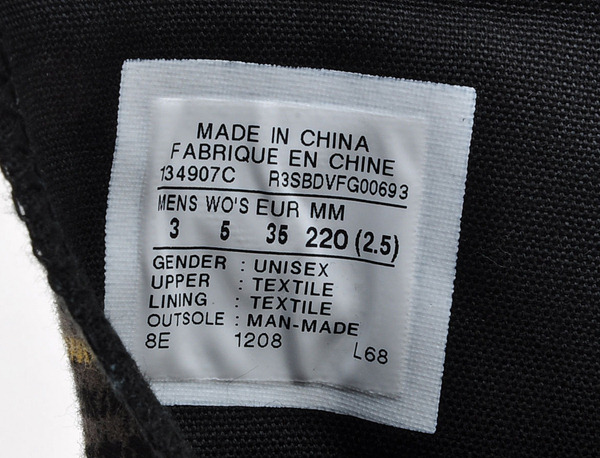 MADE IN CHINA
FABRIQUE EN CHINE
134907C R3SBDVFG00693
MENS WO'S EUR MM
3 5 35 220 (2.5)
GENDER : UNISEX
UPPER : TEXTILE
LINING : TEXTILE
OUTSOLE : MAN-MADE
8E 1208 L68